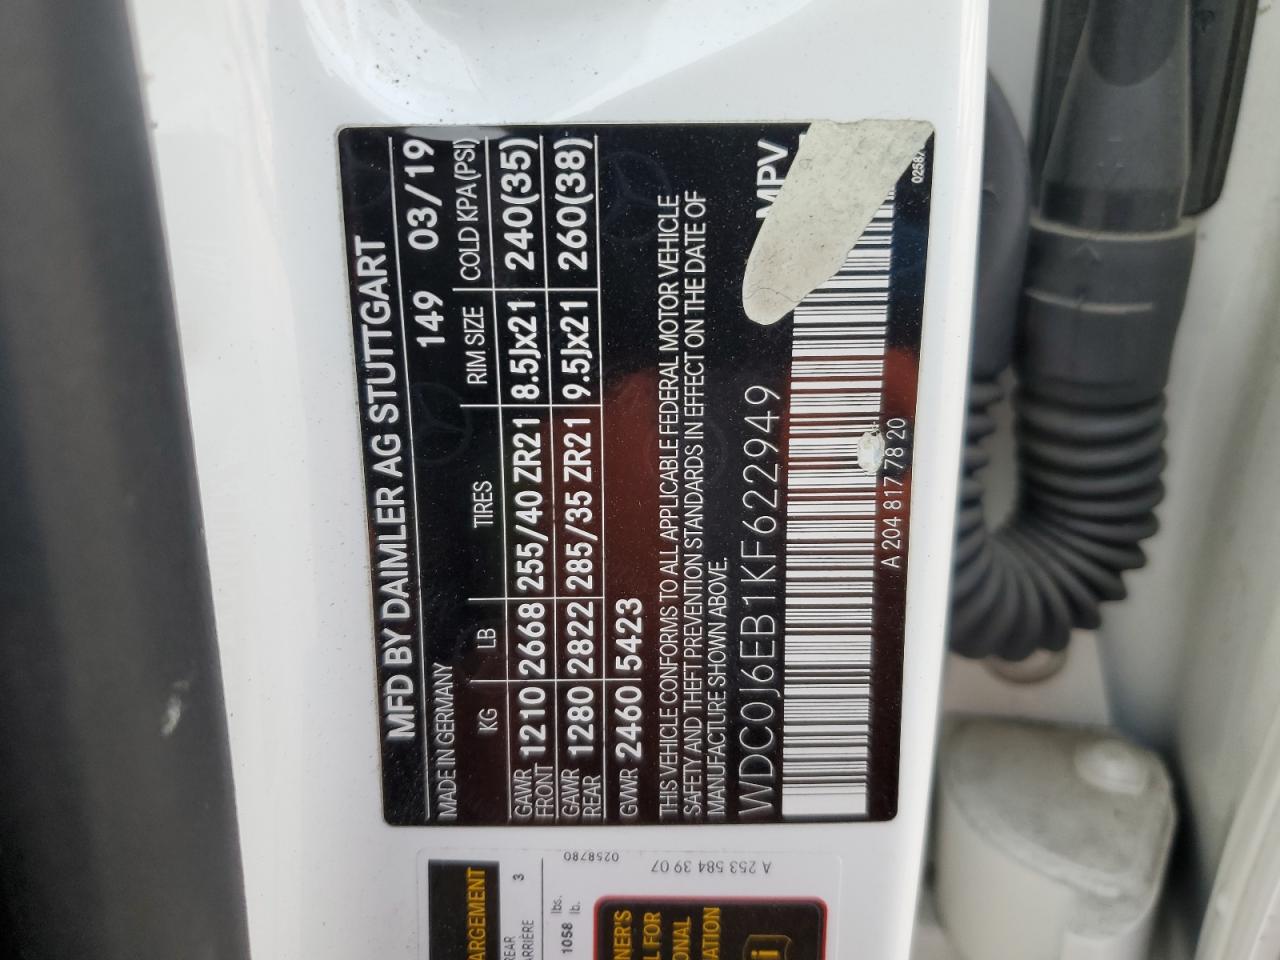 MFD BY DAIMLER AG STUTTGART
MADE IN GERMANY 149 03/19
KG LB TIRES RIM SIZE COLD KPA(PSI)
GAWR FRONT 1210 2668 255/40 ZR21 8.5Jx21 240(35)
GAWR REAR 1280 2822 285/35 ZR21 9.5Jx21 260(38)
GVWR 2460 5423
THIS VEHICLE CONFORMS TO ALL APPLICABLE FEDERAL MOTOR VEHICLE
SAFETY AND THEFT PREVENTION STANDARDS IN EFFECT ON THE DATE OF
MANUFACTURE SHOWN ABOVE.
WDC0J6EB1KF622949 MPV
A 204 817 78 20
0258780
A 253 584 39 07
3
lbs.
1058 lb.